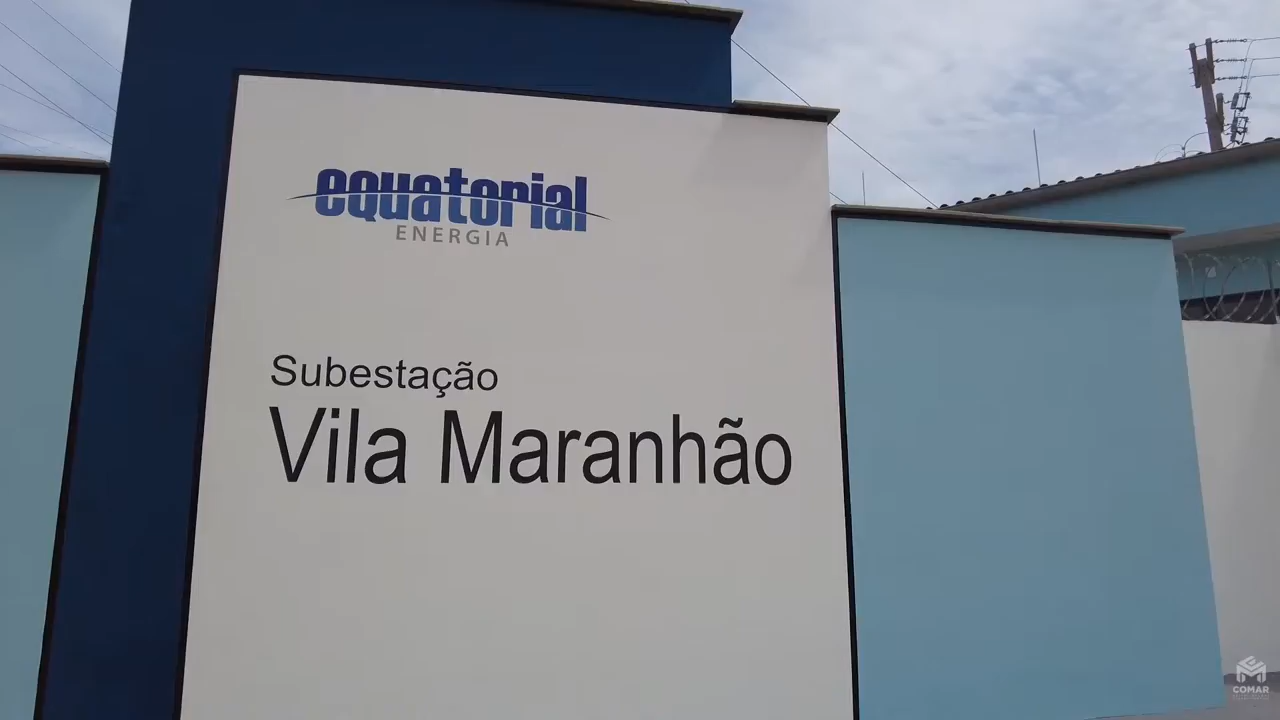 equatorial
ENERGIA
Subestação
Vila Maranhão
COMAR